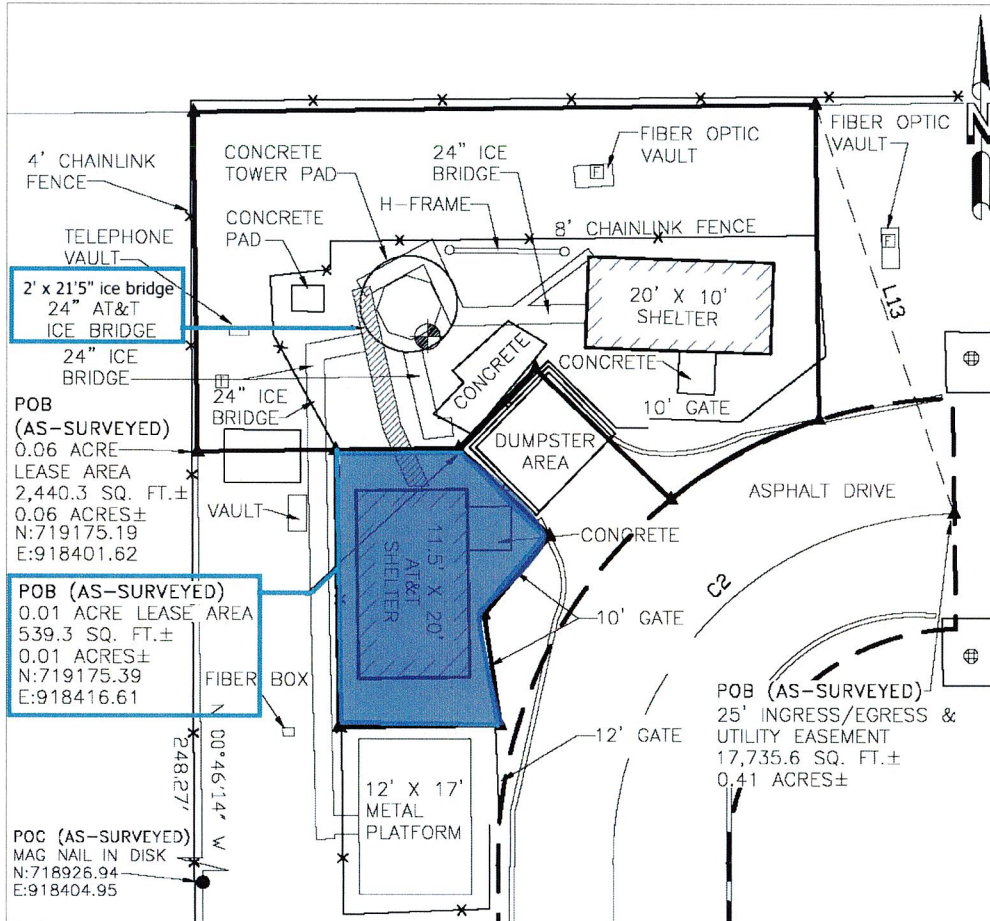 4' CHAINLINK
FENCE
CONCRETE
TOWER PAD
CONCRETE
PAD
24" ICE
BRIDGE
H-FRAME
FIBER OPTIC
VAULT
F
FIBER OPTIC
VAULT
F
N
8' CHAINLINK FENCE
TELEPHONE
VAULT
2' x 21'5" ice bridge
24" AT&T
ICE BRIDGE
24" ICE
BRIDGE
T
24" ICE
BRIDGE
20' X 10'
SHELTER
L13
CONCRETE
CONCRETE
10' GATE
DUMPSTER
AREA
ASPHALT DRIVE
POB
(AS-SURVEYED)
0.06 ACRE
LEASE AREA
2,440.3 SQ. FT.±
0.06 ACRES±
N:719175.19
E:918401.62
VAULT
11.5' X 20'
AT&T
SHELTER
CONCRETE
C2
POB (AS-SURVEYED)
0.01 ACRE LEASE AREA
539.3 SQ. FT.±
0.01 ACRES±
N:719175.39
E:918416.61
10' GATE
FIBER BOX
12' GATE
POB (AS-SURVEYED)
25' INGRESS/EGRESS &
UTILITY EASEMENT
17,735.6 SQ. FT.±
0.41 ACRES±
N 00°46'14" W
248.27'
12' X 17'
METAL
PLATFORM
POC (AS-SURVEYED)
MAG NAIL IN DISK
N:718926.94
E:918404.95